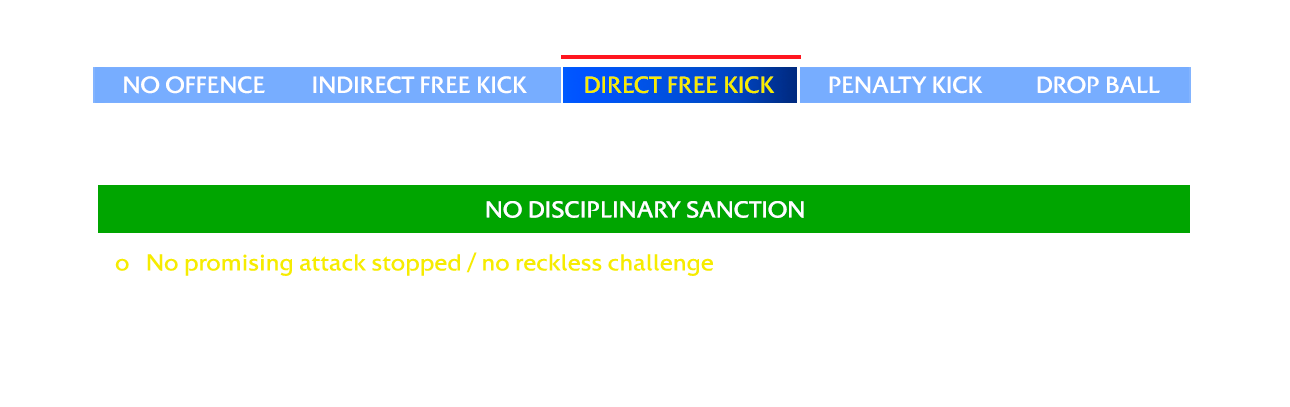 NO OFFENCE INDIRECT FREE KICK DIRECT FREE KICK PENALTY KICK DROP BALL
NO DISCIPLINARY SANCTION
o No promising attack stopped / no reckless challenge